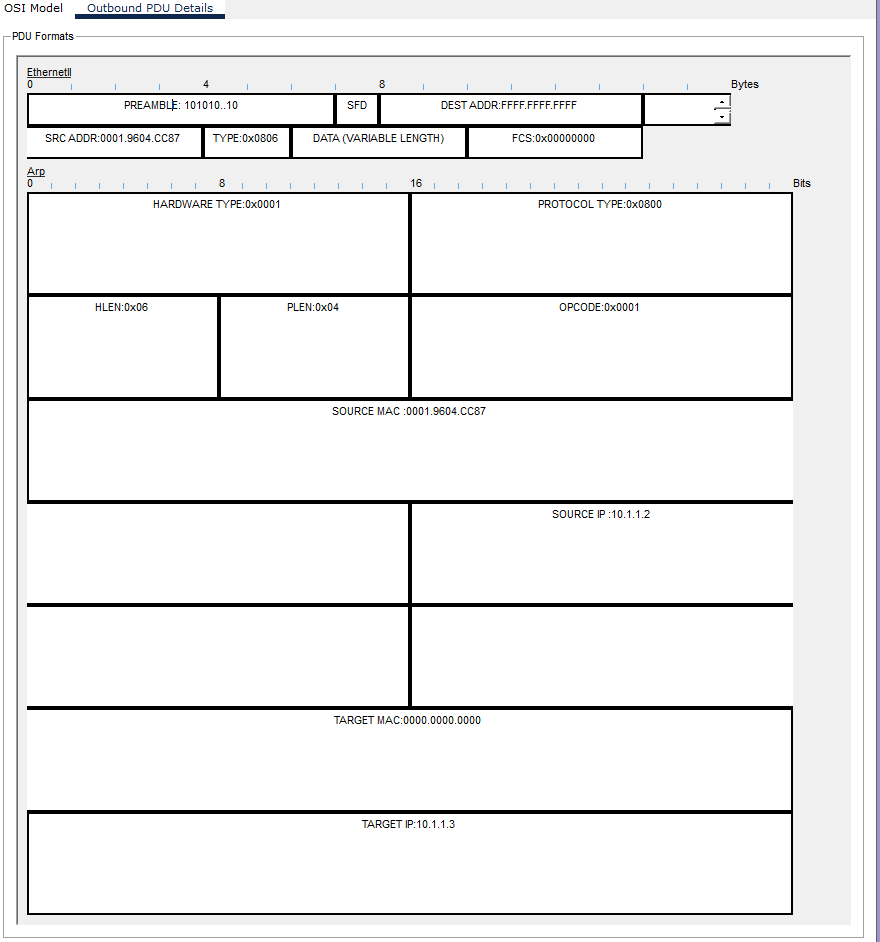 OSI Model Outbound PDU Details
PDU Formats
EthernetII
0 4 8 Bytes
PREAMBLE: 101010..10 SFD DEST ADDR:FFFF.FFFF.FFFF
SRC ADDR:0001.9604.CC87 TYPE:0x0806 DATA (VARIABLE LENGTH) FCS:0x00000000
Arp
0 8 16 Bits
HARDWARE TYPE:0x0001 PROTOCOL TYPE:0x0800
HLEN:0x06 PLEN:0x04 OPCODE:0x0001
SOURCE MAC :0001.9604.CC87
SOURCE IP :10.1.1.2
TARGET MAC:0000.0000.0000
TARGET IP:10.1.1.3